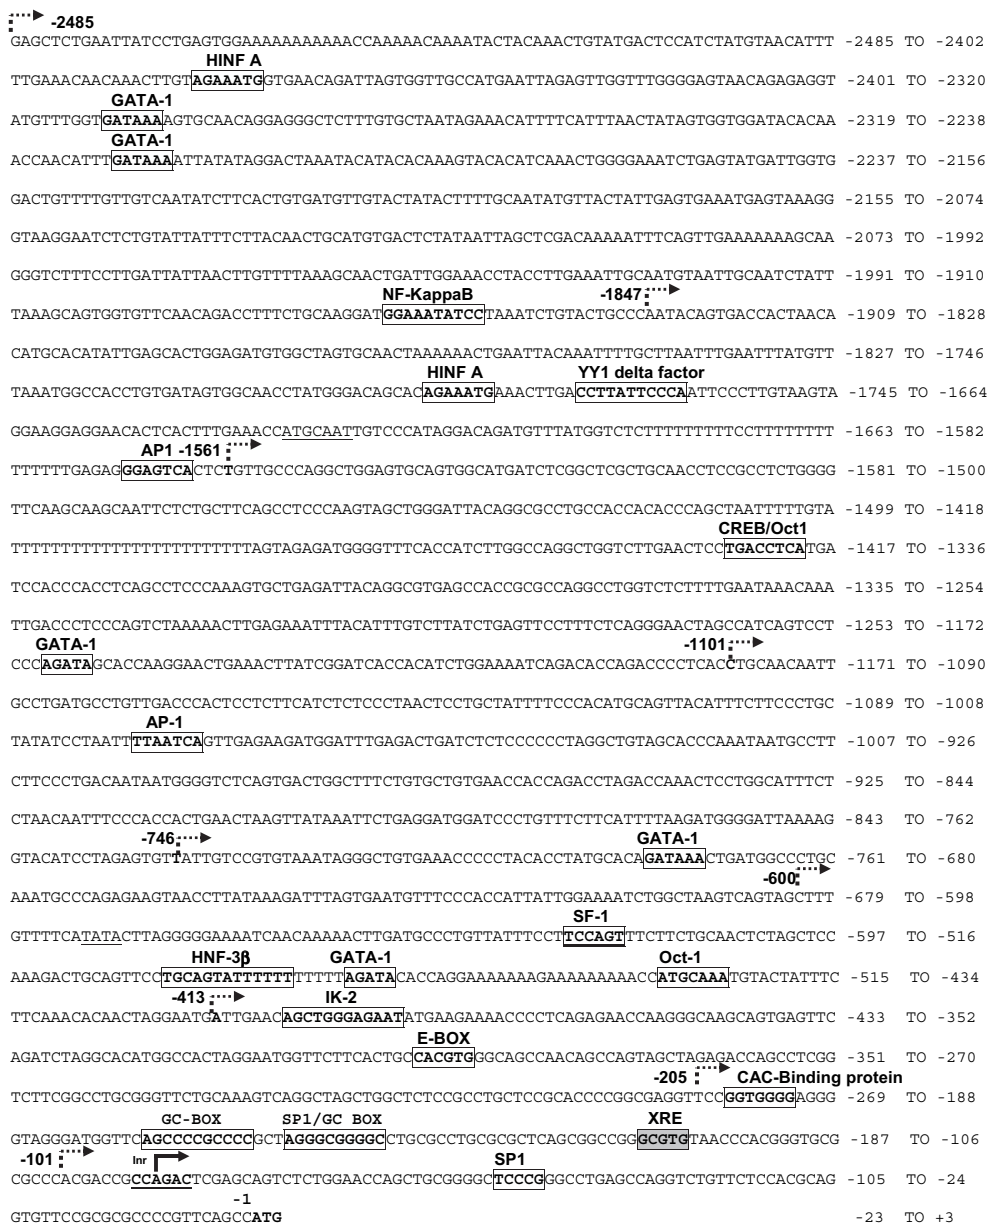 -2485
GAGCTCTGAATTATCCTGAGTGGAAAAAAAAAAAACCAAAAACAAAATACTACAAACTGTATGACTCCATCTATGTAACATTT -2485 TO -2402
HINF A
TTGAAACAACAAACTTGTAGAAATGGTGAACAGATTAGTGGTTGCCATGAATTAGAGTTGGTTTGGGGAGTAACAGAGAGGT -2401 TO -2320
GATA-1
ATGTTTGGTGATAAAAGTGCAACAGGAGGGCTCTTTGTGCTAATAGAAACATTTTCATTTAACTATAGTGGTGGATACACAA -2319 TO -2238
GATA-1
ACCAACATTTGATAAAATTATATAGGACTAAATACATACACAAAGTACACATCAAACTGGGGAAATCTGAGTATGATTGGTG -2237 TO -2156
GACTGTTTTGTTGTCAATATCTTCACTGTGATGTTGTACTATACTTTTGCAATATGTTACTATTGAGTGAAATGAGTAAAGG -2155 TO -2074
GTAAGGAATCTCTGTATTATTTCTTACAACTGCATGTGACTCTATAATTAGCTCGACAAAAATTTCAGTTGAAAAAAAGCAA -2073 TO -1992
GGGTCTTTCCTTGATTATTAACTTGTTTTAAAGCAACTGATTGGAAACCTACCTTGAAATTGCAATGTAATTGCAATCTATT -1991 TO -1910
NF-KappaB -1847
TAAAGCAGTGGTGTTCAACAGACCTTTCTGCAAGGATGGAAATATCCTAAATCTGTACTGCCCAATACAGTGACCACTAACA -1909 TO -1828
CATGCACATATTGAGCACTGGAGATGTGGCTAGTGCAACTAAAAAACTGAATTACAAATTTTGCTTAATTTGAATTTATGTT -1827 TO -1746
HINF A YY1 delta factor
TAAATGGCCACCTGTGATAGTGGCAACCTATGGGACAGCACAGAAATGAAACTTGACCTTATTCCCAATTCCCTTGTAAGTA -1745 TO -1664
GGAAGGAGGAACACTCACTTTGAAACCATGCAATTGTCCCATAGGACAGATGTTTATGGTCTCTTTTTTTTTTCCTTTTTTTT -1663 TO -1582
AP1 -1561
TTTTTTGAGAGGGAGTCACTCTGTTGCCCAGGCTGGAGTGCAGTGGCATGATCTCGGCTCGCTGCAACCTCCGCCTCTGGGG -1581 TO -1500
TTCAAGCAAGCAATTCTCTGCTTCAGCCTCCCAAGTAGCTGGGATTACAGGCGCCTGCCACCACACCCAGCTAATTTTTGTA -1499 TO -1418
CREB/Oct1
TTTTTTTTTTTTTTTTTTTTTTTTTAGTAGAGATGGGGTTTCACCATCTTGGCCAGGCTGGTCTTGAACTCCTGACCTCATGA -1417 TO -1336
TCCACCCACCTCAGCCTCCCAAAGTGCTGAGATTACAGGCGTGAGCCACCGCGCCAGGCCTGGTCTCTTTTGAATAAACAAA -1335 TO -1254
TTGACCCTCCCAGTCTAAAAACTTGAGAAATTTACATTTGTCTTATCTGAGTTCCTTTCTCAGGGAACTAGCCATCAGTCCT -1253 TO -1172
GATA-1 -1101
CCCAGATAGCACCAAGGAACTGAAACTTATCGGATCACCACATCTGGAAAATCAGACACCAGACCCCTCACCTGCAACAATT -1171 TO -1090
GCCTGATGCCTGTTGACCCACTCCTCTTCATCTCTCCCTAACTCCTGCTATTTTCCCACATGCAGTTACATTTCTTCCCTGC -1089 TO -1008
AP-1
TATATCCTAATTTTAATCAGTTGAGAAGATGGATTTGAGACTGATCTCTCCCCCCTAGGCTGTAGCACCCAAATAATGCCTT -1007 TO -926
CTTCCCTGACAATAATGGGGTCTCAGTGACTGGCTTTCTGTGCTGTGAACCACCAGACCTAGACCAAACTCCTGGCATTTCT -925 TO -844
CTAACAATTTCCCACCACTGAACTAAGTTATAAATTCTGAGGATGGATCCCTGTTTCTTCATTTTAAGATGGGGATTAAAAG -843 TO -762
-746 GATA-1
GTACATCCTAGAGTGTTATTGTCCGTGTAAATAGGGCTGTGAAACCCCCTACACCTATGCACAGATAAACTGATGGCCCTGC -761 TO -680
-600
AAATGCCCAGAGAAGTAACCTTATAAAGATTTAGTGAATGTTTCCCACCATTATTGGAAAATCTGGCTAAGTCAGTAGCTTT -679 TO -598
SF-1
GTTTTCATATACTTAGGGGGAAAATCAACAAAAACTTGATGCCCTGTTATTTCCTTCCAGTTTCTTCTGCAACTCTAGCTCC -597 TO -516
HNF-3β GATA-1 Oct-1
AAAGACTGCAGTTCCTGCAGTATTTTTTTTTTTAGATACACCAGGAAAAAAAGAAAAAAAAAACCATGCAAATGTACTATTTC -515 TO -434
-413 IK-2
TTCAAACACAACTAGGAATGATTGAACAGCTGGGAGAATATGAAGAAAACCCCTCAGAGAACCAAGGGCAAGCAGTGAGTTC -433 TO -352
E-BOX
AGATCTAGGCACATGGCCACTAGGAATGGTTCTTCACTGCCACGTGGGCAGCCAACAGCCAGTAGCTAGAGACCAGCCTCGG -351 TO -270
-205 CAC-Binding protein
TCTTCGGCCTGCGGGTTCTGCAAAGTCAGGCTAGCTGGCTCTCCGCCTGCTCCGCACCCCGGCGAGGTTCCGGTGGGGAGGG -269 TO -188
GC-BOX SP1/GC BOX XRE
GTAGGGATGGTTCAGCCCCGCCCCGCTAGGGCGGGGCCTGCGCCTGCGCGCTCAGCGGCCGGGCGTGTAACCCACGGGTGCG -187 TO -106
-101 Inr SP1
CGCCCACGACCGCCAGACTCGAGCAGTCTCTGGAACCAGCTGCGGGGCTCCCGGGCCTGAGCCAGGTCTGTTCTCCACGCAG -105 TO -24
-1
GTGTTCCGCGCGCCCCGTTCAGCCATG -23 TO +3